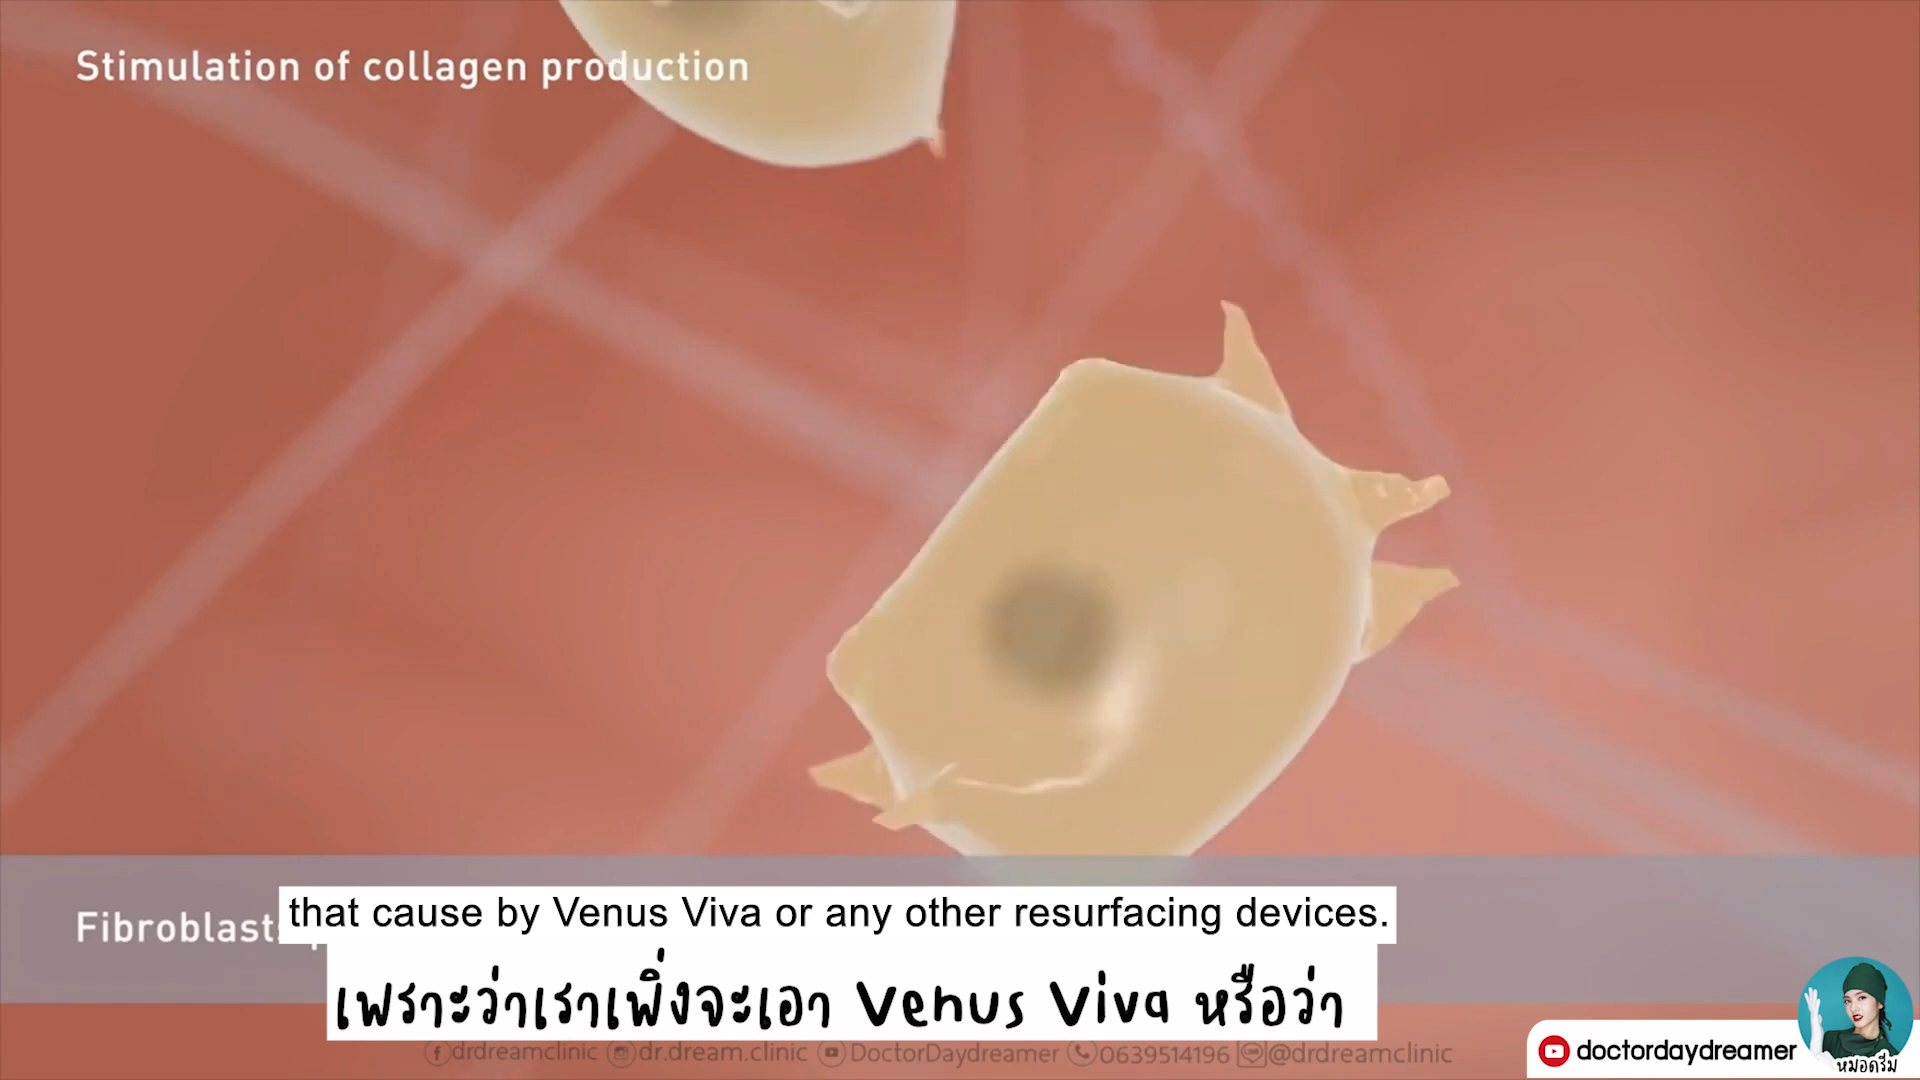 Stimulation of collagen production
Fibroblasts
that cause by Venus Viva or any other resurfacing devices.
เพราะว่าเราเพิ่งจะเอา Venus Viva หรือว่า
drdreamclinic dr.dream.clinic DoctorDaydreamer 0639514196 @drdreamclinic
doctordaydreamer
หมอดรีม